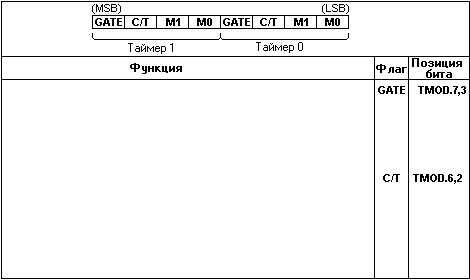 (MSB) (LSB)
GATE C/T M1 M0 GATE C/T M1 M0
Таймер 1 Таймер 0
Функция Флаг Позиция бита
GATE TMOD.7,3
C/T TMOD.6,2